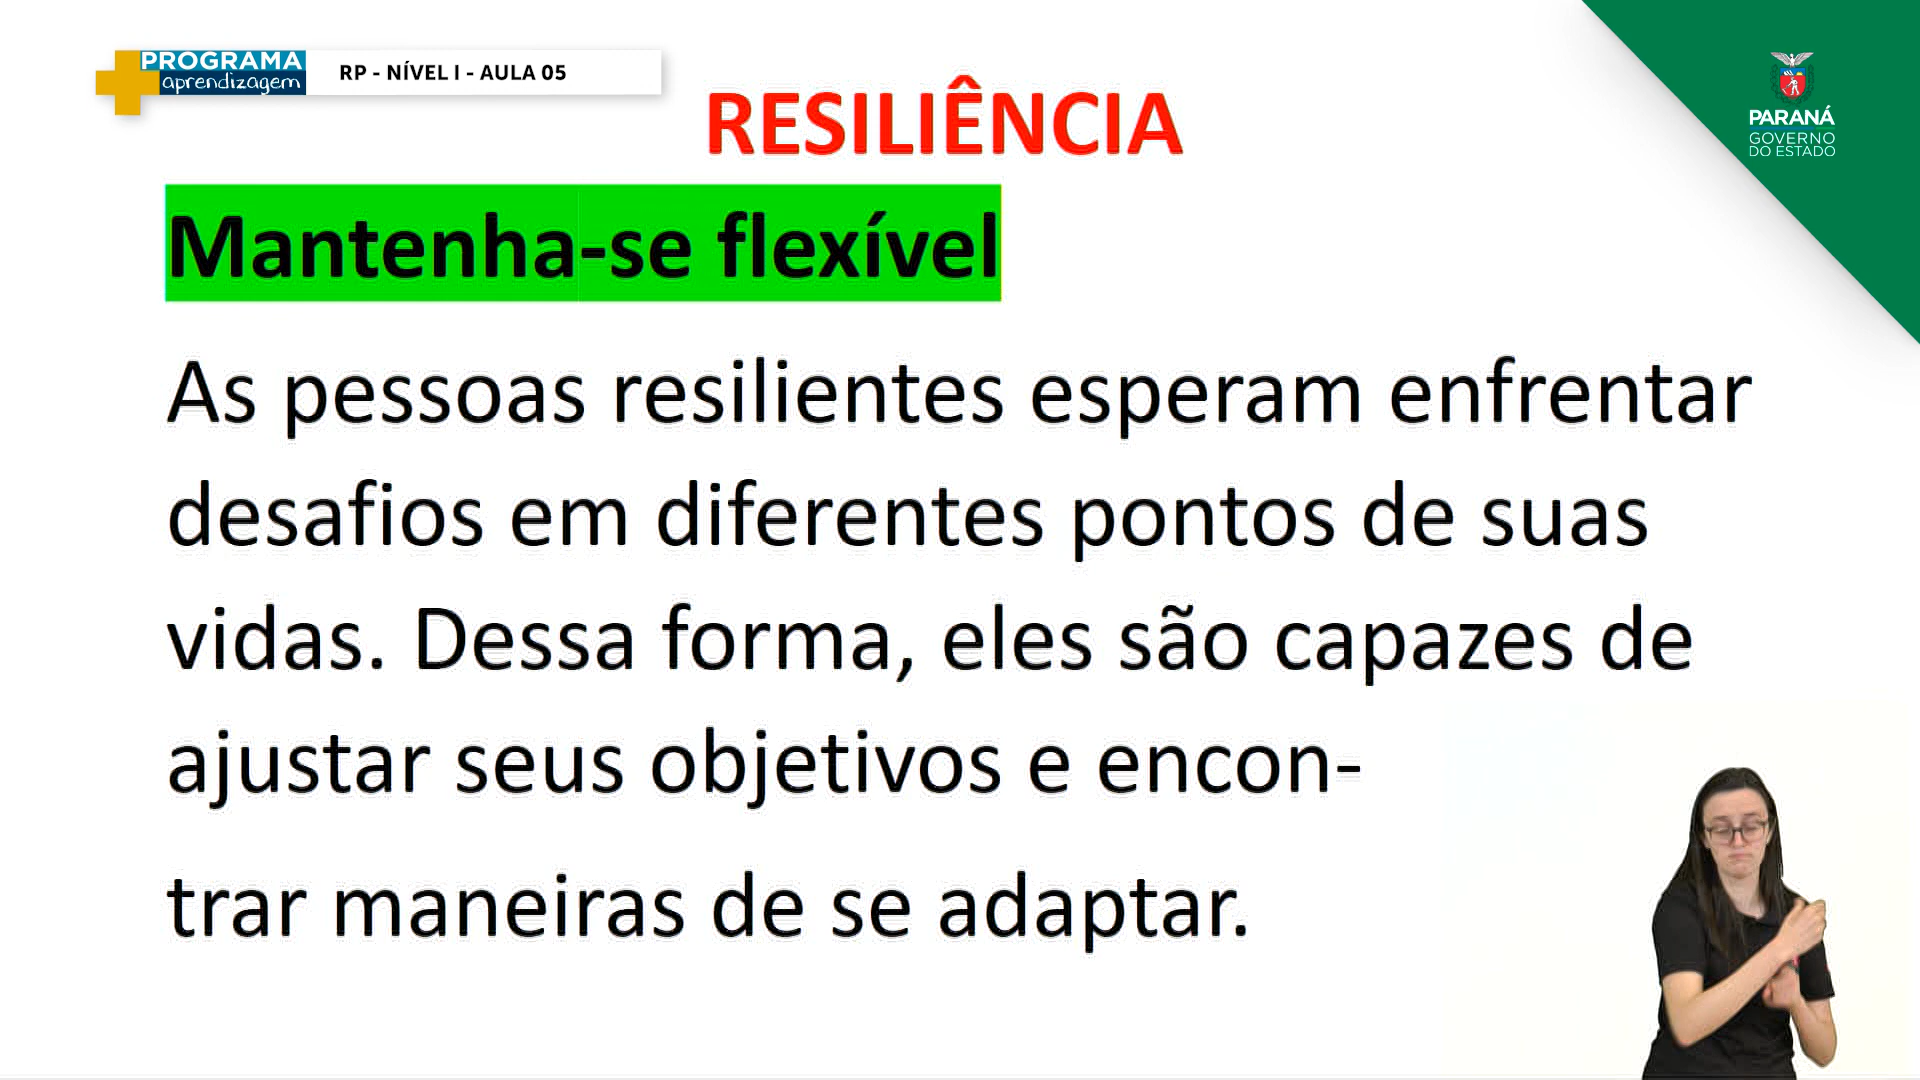 PROGRAMA
aprendizagem
RP - NÍVEL I - AULA 05
PARANÁ
GOVERNO
DO ESTADO
RESILIÊNCIA
Mantenha-se flexível
As pessoas resilientes esperam enfrentar
desafios em diferentes pontos de suas
vidas. Dessa forma, eles são capazes de
ajustar seus objetivos e encon-
trar maneiras de se adaptar.